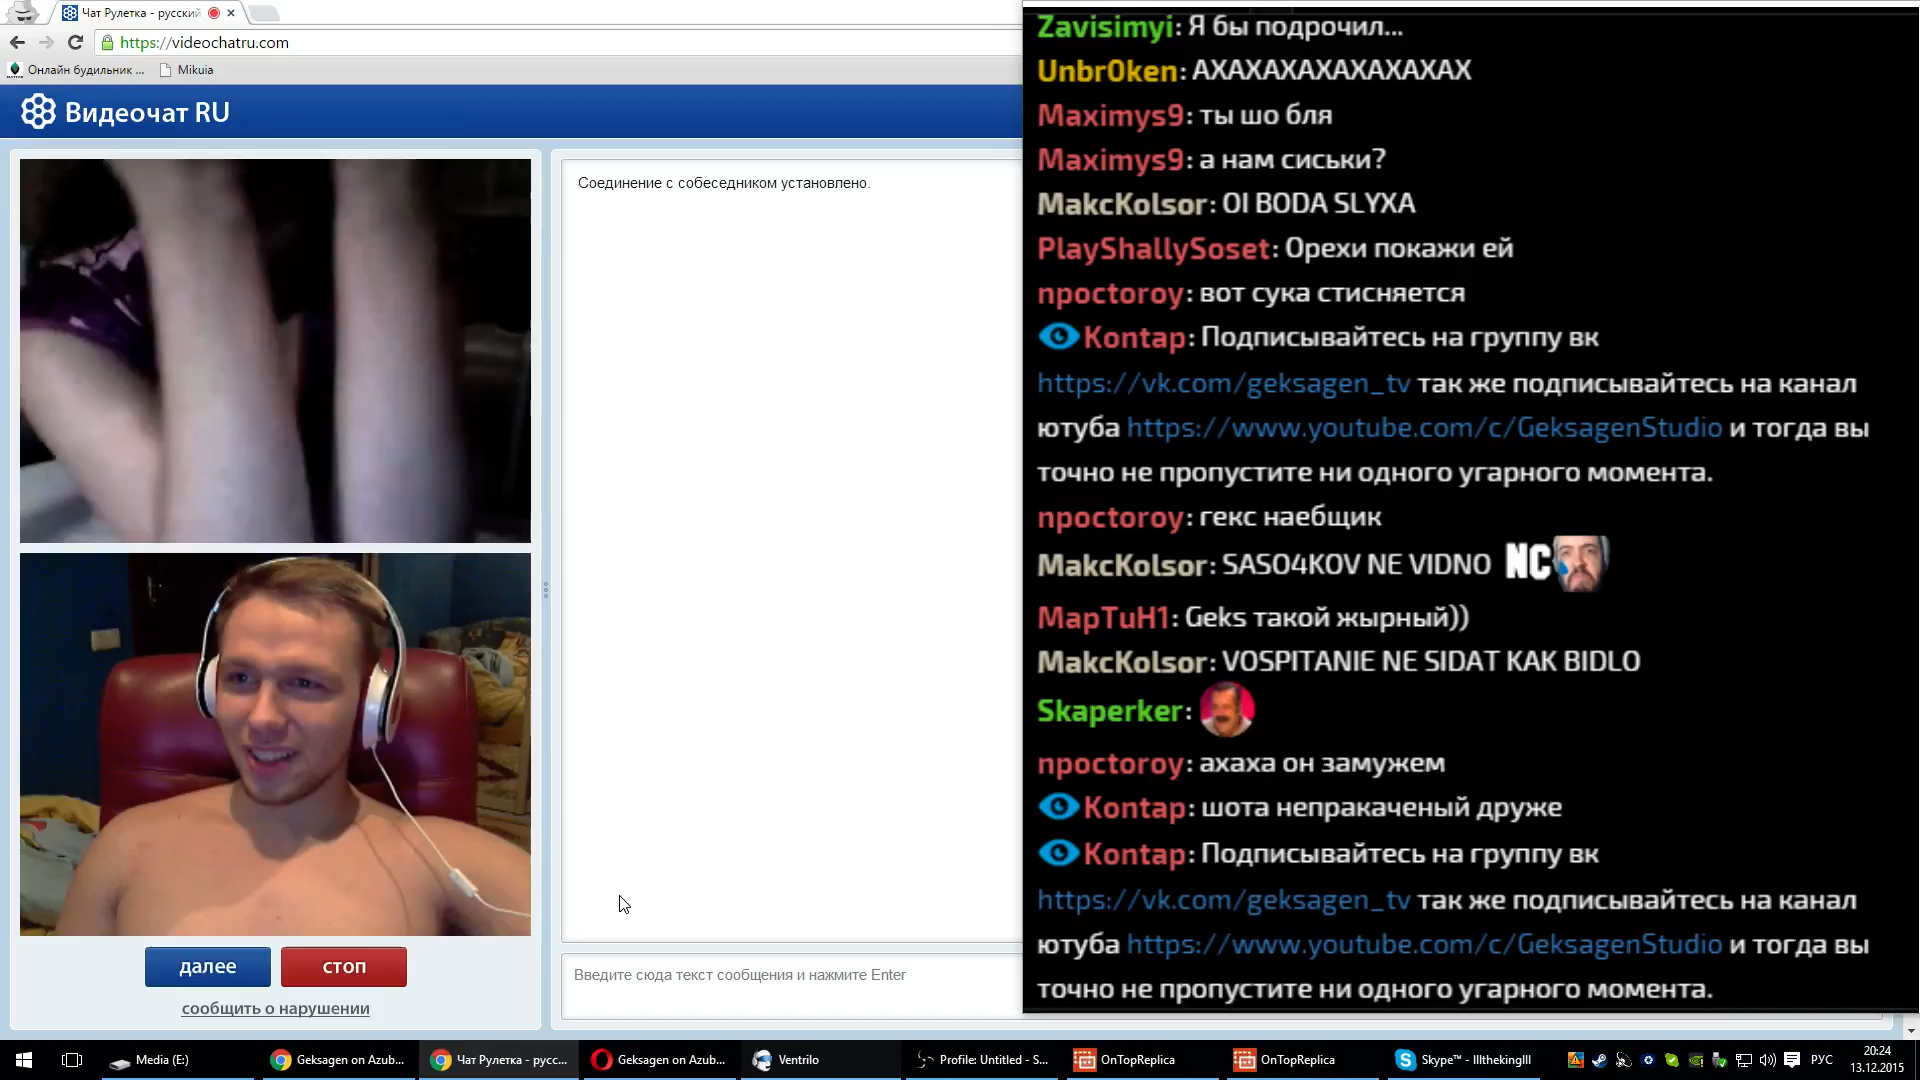 Чат Рулетка - русский
https://videochatru.com
Онлайн будильник ...
Mikuia
Видеочат RU
Соединение с собеседником установлено.
далее
стоп
сообщить о нарушении
Введите сюда текст сообщения и нажмите Enter
Zavisimyi: Я бы подрочил...
Unbr0ken: АХАХАХАХАХАХАХАХ
Maximys9: ты шо бля
Maximys9: а нам сиськи?
MakcKolsor: OI BODA SLYXA
PlayShallySoset: Орехи покажи ей
npoctoroy: вот сука стисняется
Kontap: Подписывайтесь на группу вк
https://vk.com/geksagen_tv так же подписывайтесь на канал
ютуба https://www.youtube.com/c/GeksagenStudio и тогда вы
точно не пропустите ни одного угарного момента.
npoctoroy: гекс наебщик
MakcKolsor: SASO4KOV NE VIDNO NC
MapTuH1: Geks такой жырный))
MakcKolsor: VOSPITANIE NE SIDAT KAK BIDLO
Skaperker:
npoctoroy: ахаха он замужем
Kontap: шота непракаченый друже
Kontap: Подписывайтесь на группу вк
https://vk.com/geksagen_tv так же подписывайтесь на канал
ютуба https://www.youtube.com/c/GeksagenStudio и тогда вы
точно не пропустите ни одного угарного момента.
Media (E:)
Geksagen on Azub...
Чат Рулетка - русс...
Geksagen on Azub...
Ventrilo
Profile: Untitled - S...
OnTopReplica
OnTopReplica
Skype™ - IllthekingIll
РУС
20:24
13.12.2015